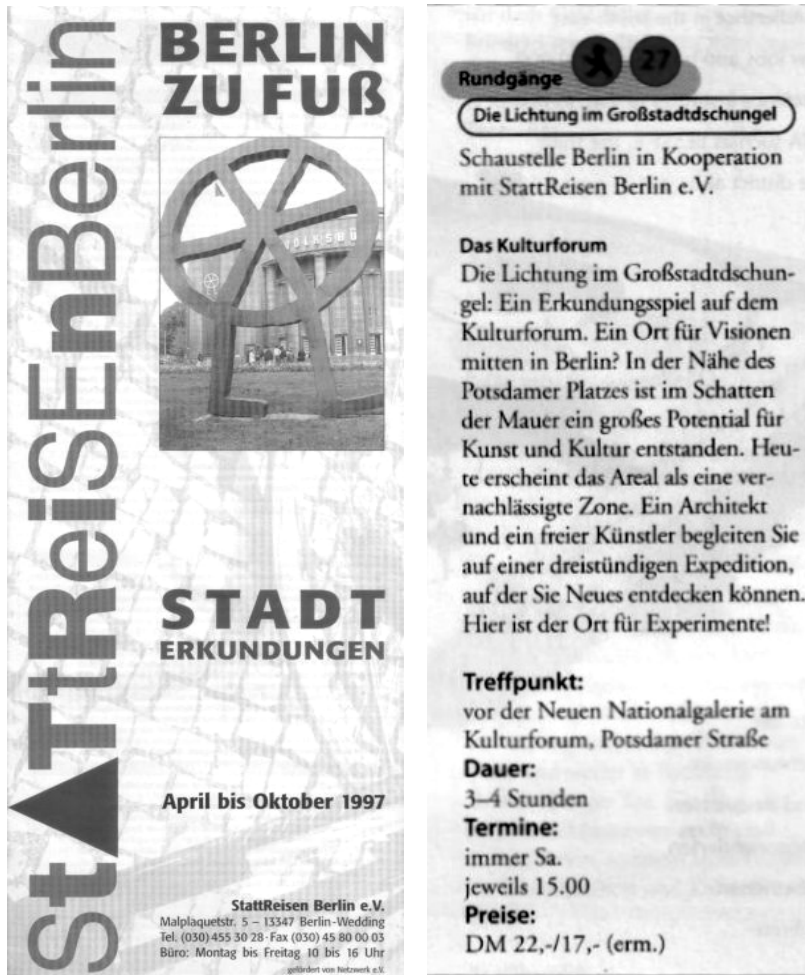 StATtReiSEnBerlin
BERLIN
ZU FUß
VOLKSBÜ
STADT
ERKUNDUNGEN
April bis Oktober 1997
StattReisen Berlin e.V.
Malplaquetstr. 5 – 13347 Berlin-Wedding
Tel. (030) 455 30 28 · Fax (030) 45 80 00 03
Büro: Montag bis Freitag 10 bis 16 Uhr
gefördert von Netzwerk e.V.
Rundgänge 27
Die Lichtung im Großstadtdschungel
Schaustelle Berlin in Kooperation
mit StattReisen Berlin e.V.
Das Kulturforum
Die Lichtung im Großstadtdschun-
gel: Ein Erkundungsspiel auf dem
Kulturforum. Ein Ort für Visionen
mitten in Berlin? In der Nähe des
Potsdamer Platzes ist im Schatten
der Mauer ein großes Potential für
Kunst und Kultur entstanden. Heu-
te erscheint das Areal als eine ver-
nachlässigte Zone. Ein Architekt
und ein freier Künstler begleiten Sie
auf einer dreistündigen Expedition,
auf der Sie Neues entdecken können.
Hier ist der Ort für Experimente!
Treffpunkt:
vor der Neuen Nationalgalerie am
Kulturforum, Potsdamer Straße
Dauer:
3–4 Stunden
Termine:
immer Sa.
jeweils 15.00
Preise:
DM 22,-/17,- (erm.)